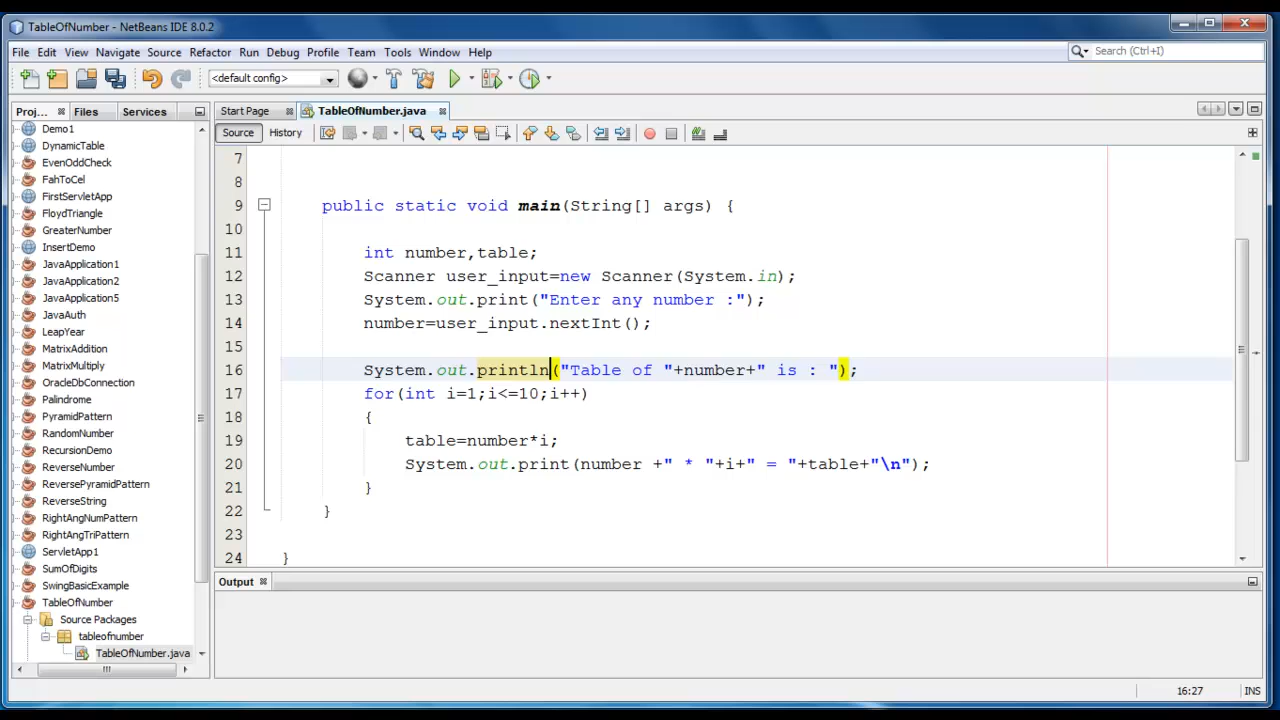 TableOfNumber - NetBeans IDE 8.0.2
File Edit View Navigate Source Refactor Run Debug Profile Team Tools Window Help
Search (Ctrl+I)
<default config>
Proj... Files Services
Start Page TableOfNumber.java
Source History
Demo1
DynamicTable
EvenOddCheck
FahToCel
FirstServletApp
FloydTriangle
GreaterNumber
InsertDemo
JavaApplication1
JavaApplication2
JavaApplication5
JavaAuth
LeapYear
MatrixAddition
MatrixMultiply
OracleDbConnection
Palindrome
PyramidPattern
RandomNumber
RecursionDemo
ReverseNumber
ReversePyramidPattern
ReverseString
RightAngNumPattern
RightAngTriPattern
ServletApp1
SumOfDigits
SwingBasicExample
TableOfNumber
Source Packages
tableofnumber
TableOfNumber.java
7
8
9 public static void main(String[] args) {
10
11 int number,table;
12 Scanner user_input=new Scanner(System.in);
13 System.out.print("Enter any number :");
14 number=user_input.nextInt();
15
16 System.out.println("Table of "+number+" is : ");
17 for(int i=1;i<=10;i++)
18 {
19 table=number*i;
20 System.out.print(number +" * "+i+" = "+table+"\n");
21 }
22 }
23
24 }
Output
16:27 INS